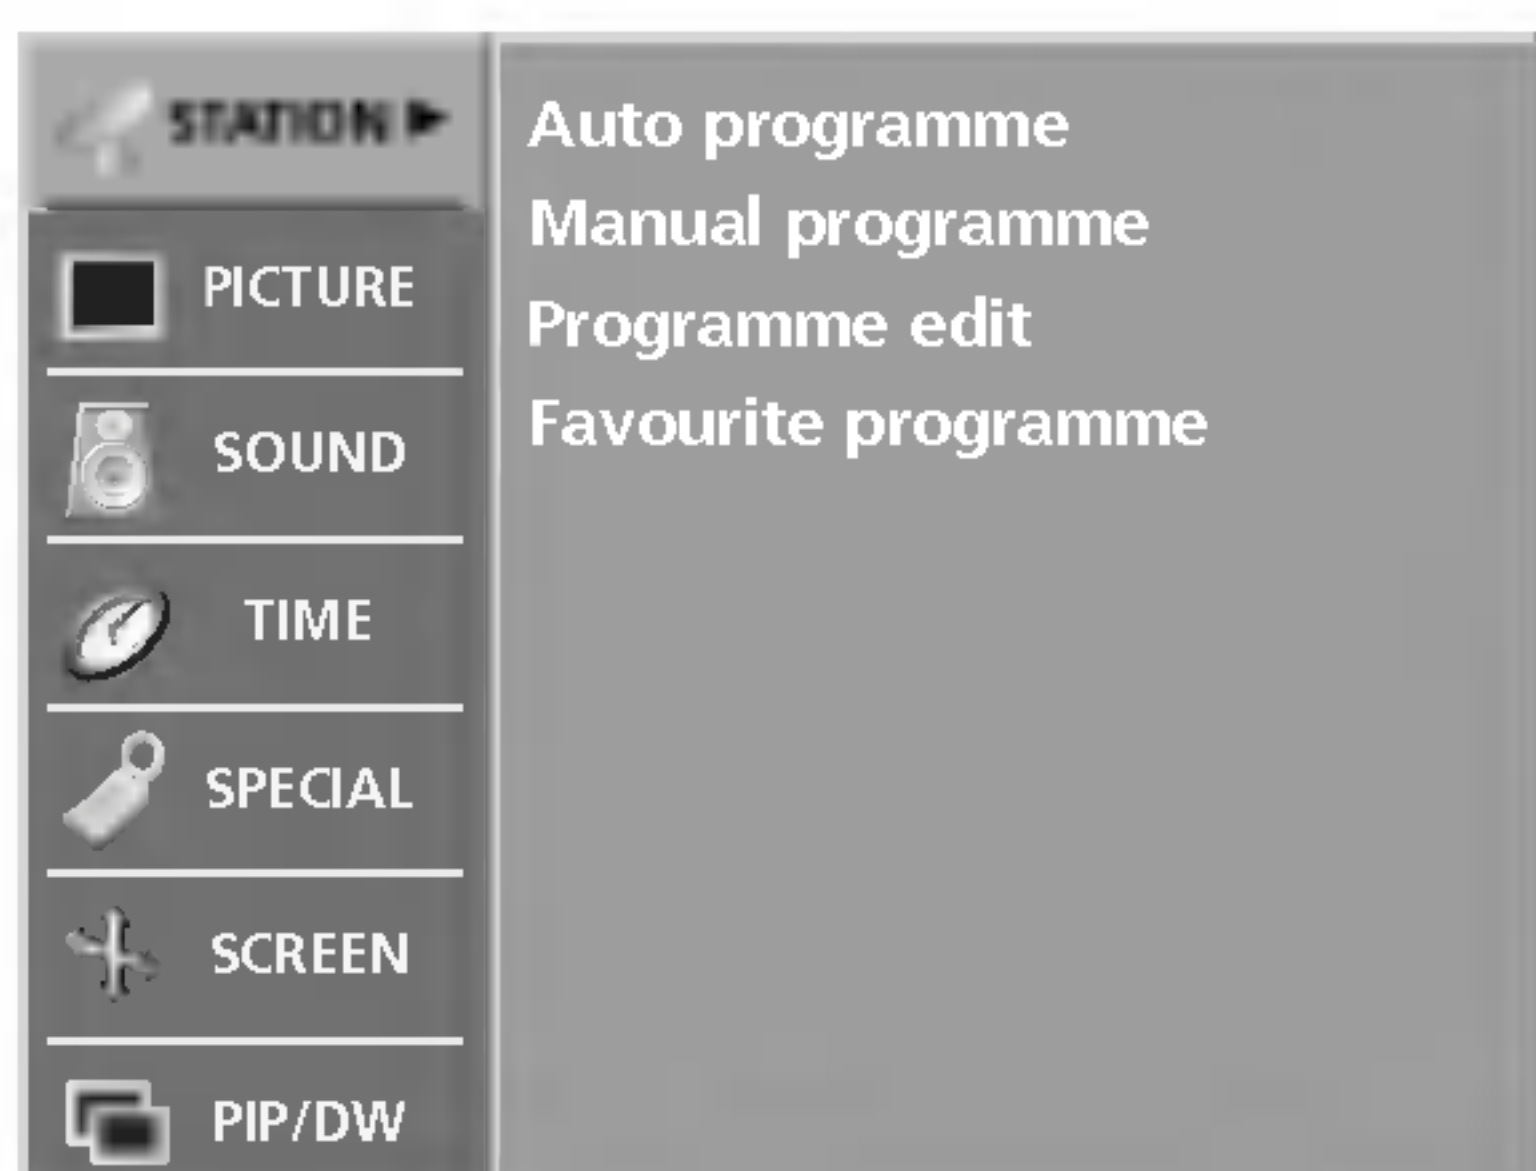 STATION ►
PICTURE
SOUND
TIME
SPECIAL
SCREEN
PIP/DW
Auto programme
Manual programme
Programme edit
Favourite programme